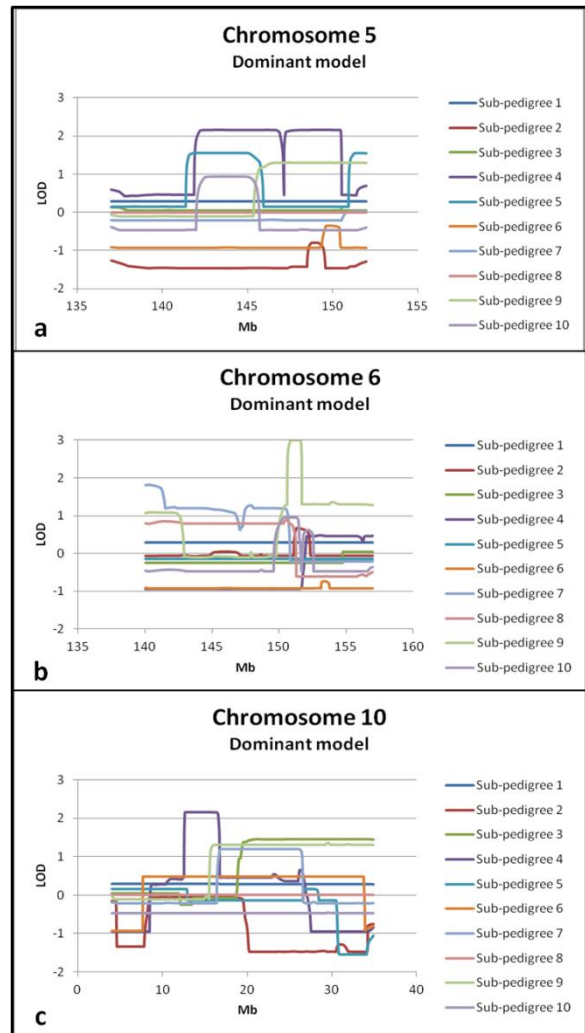 Chromosome 5
Dominant model
LOD
3
2
1
0
-1
-2
135
140
145
150
155
Mb
Sub-pedigree 1
Sub-pedigree 2
Sub-pedigree 3
Sub-pedigree 4
Sub-pedigree 5
Sub-pedigree 6
Sub-pedigree 7
Sub-pedigree 8
Sub-pedigree 9
Sub-pedigree 10
a
Chromosome 6
Dominant model
LOD
3
2
1
0
-1
-2
135
140
145
150
155
160
Mb
Sub-pedigree 1
Sub-pedigree 2
Sub-pedigree 3
Sub-pedigree 4
Sub-pedigree 5
Sub-pedigree 6
Sub-pedigree 7
Sub-pedigree 8
Sub-pedigree 9
Sub-pedigree 10
b
Chromosome 10
Dominant model
LOD
3
2
1
0
-1
-2
0
10
20
30
40
Mb
Sub-pedigree 1
Sub-pedigree 2
Sub-pedigree 3
Sub-pedigree 4
Sub-pedigree 5
Sub-pedigree 6
Sub-pedigree 7
Sub-pedigree 8
Sub-pedigree 9
Sub-pedigree 10
c